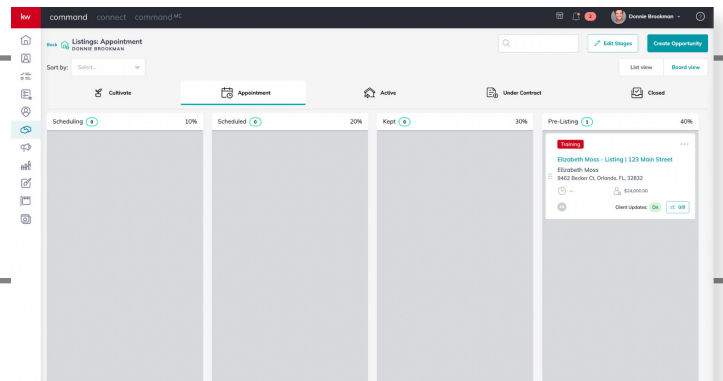 kw command connect command MC 2 Donnie Brookman ?
Back Listings: Appointment
DONNIE BROOKMAN
Edit Stages Create Opportunity
Sort by: Select... List view Board view
Cultivate Appointment Active Under Contract Closed
Scheduling 0 10% Scheduled 0 20% Kept 0 30% Pre-Listing 1 40%
Training ...
Elizabeth Moss - Listing | 123 Main Street
Elizabeth Moss
9462 Becker Ct, Orlando, FL, 32832
-- $24,000.00
Client Updates On 0/8